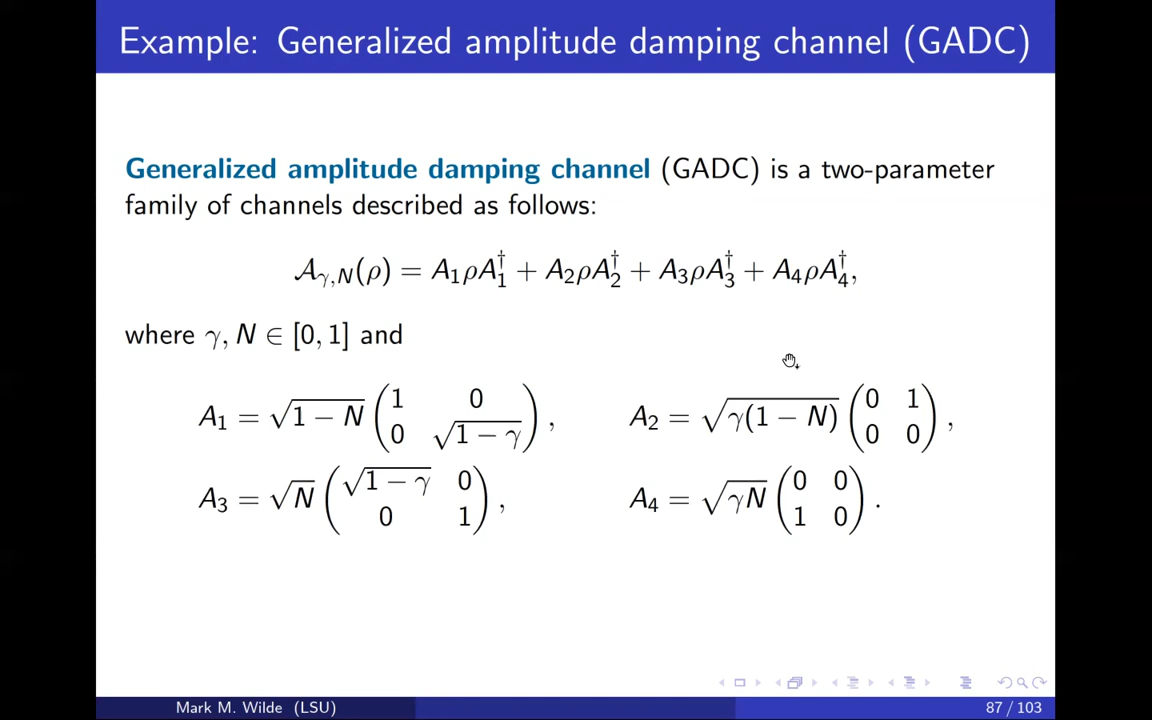 Example: Generalized amplitude damping channel (GADC)
Generalized amplitude damping channel (GADC) is a two-parameter
family of channels described as follows:
𝒜_{γ,N}(ρ) = A₁ρA₁† + A₂ρA₂† + A₃ρA₃† + A₄ρA₄†,
where γ, N ∈ [0, 1] and
A₁ = √(1 − N) (1 0; 0 √(1 − γ)), A₂ = √(γ(1 − N)) (0 1; 0 0),
A₃ = √N (√(1 − γ) 0; 0 1), A₄ = √(γN) (0 0; 1 0).
Mark M. Wilde (LSU) 87 / 103